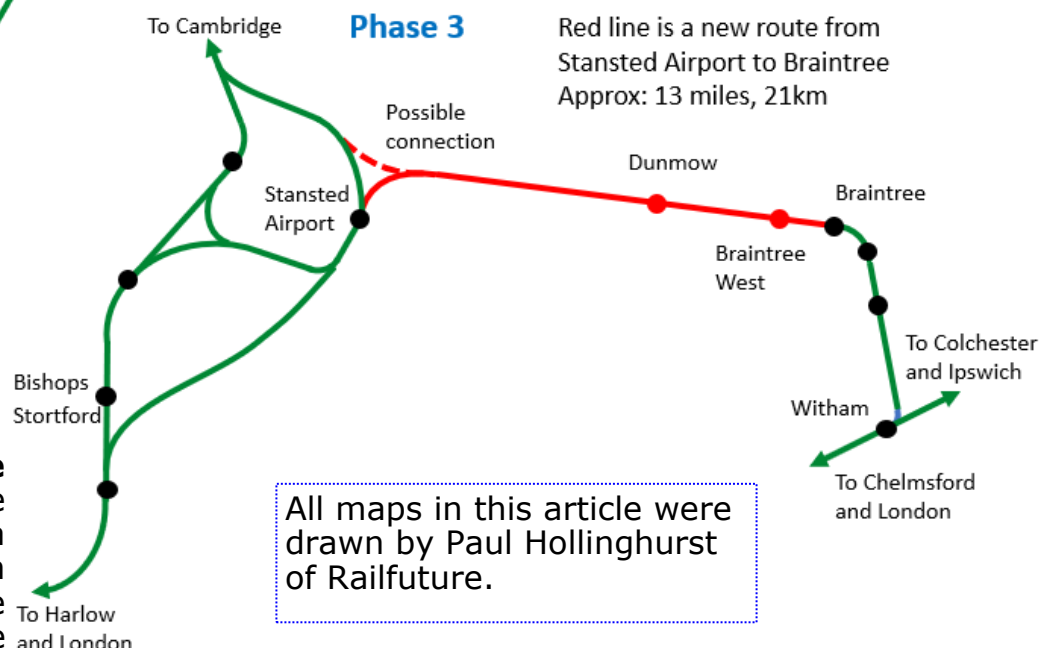 To Cambridge
Phase 3
Red line is a new route from
Stansted Airport to Braintree
Approx: 13 miles, 21km
Possible
connection
Dunmow
Stansted
Airport
Braintree
Braintree
West
To Colchester
and Ipswich
Bishops
Stortford
Witham
To Chelmsford
and London
All maps in this article were
drawn by Paul Hollinghurst
of Railfuture.
To Harlow
and London